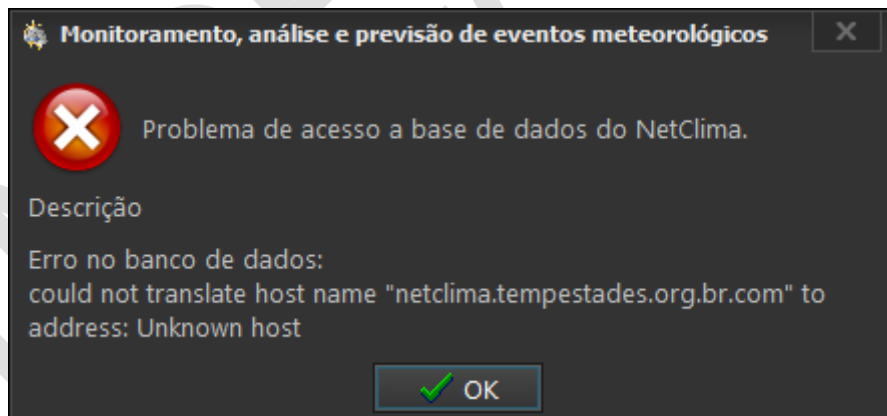 Monitoramento, análise e previsão de eventos meteorológicos
Problema de acesso a base de dados do NetClima.
Descrição
Erro no banco de dados:
could not translate host name "netclima.tempestades.org.br.com" to
address: Unknown host
OK